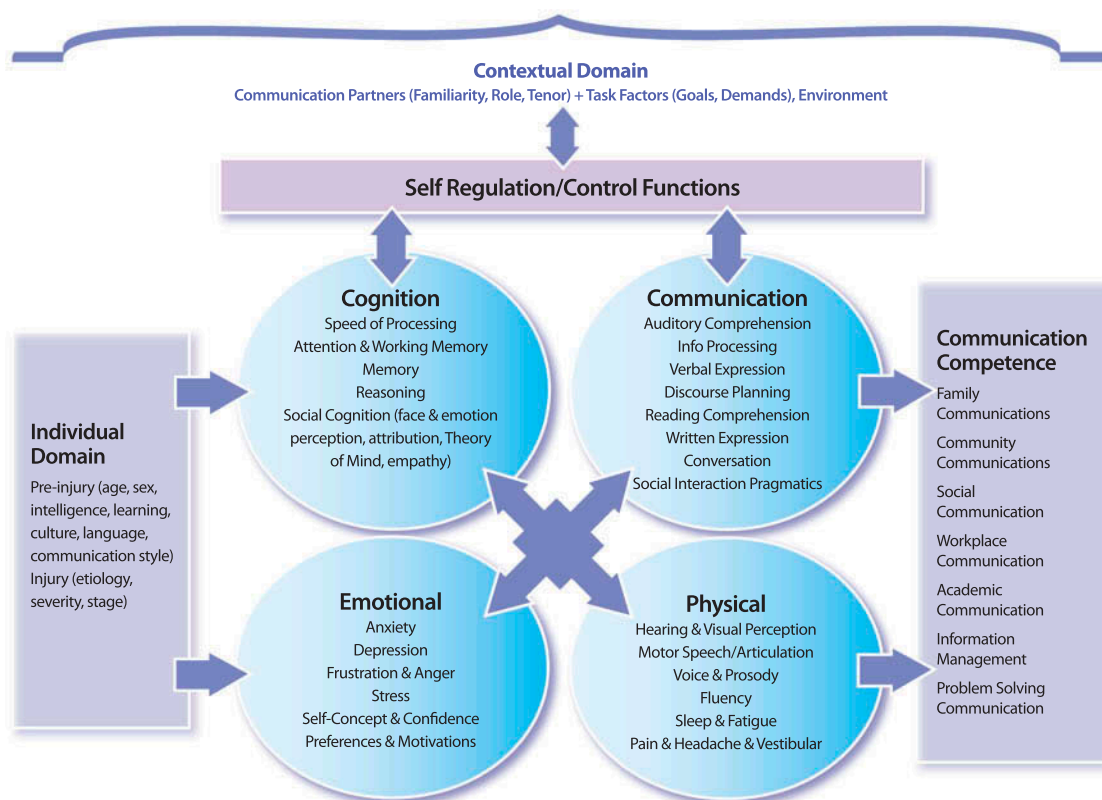 Contextual Domain
Communication Partners (Familiarity, Role, Tenor) + Task Factors (Goals, Demands), Environment
Self Regulation/Control Functions
Individual
Domain
Pre-injury (age, sex,
intelligence, learning,
culture, language,
communication style)
Injury (etiology,
severity, stage)
Cognition
Speed of Processing
Attention & Working Memory
Memory
Reasoning
Social Cognition (face & emotion
perception, attribution, Theory
of Mind, empathy)
Communication
Auditory Comprehension
Info Processing
Verbal Expression
Discourse Planning
Reading Comprehension
Written Expression
Conversation
Social Interaction Pragmatics
Emotional
Anxiety
Depression
Frustration & Anger
Stress
Self-Concept & Confidence
Preferences & Motivations
Physical
Hearing & Visual Perception
Motor Speech/Articulation
Voice & Prosody
Fluency
Sleep & Fatigue
Pain & Headache & Vestibular
Communication
Competence
Family
Communications
Community
Communications
Social
Communication
Workplace
Communication
Academic
Communication
Information
Management
Problem Solving
Communication